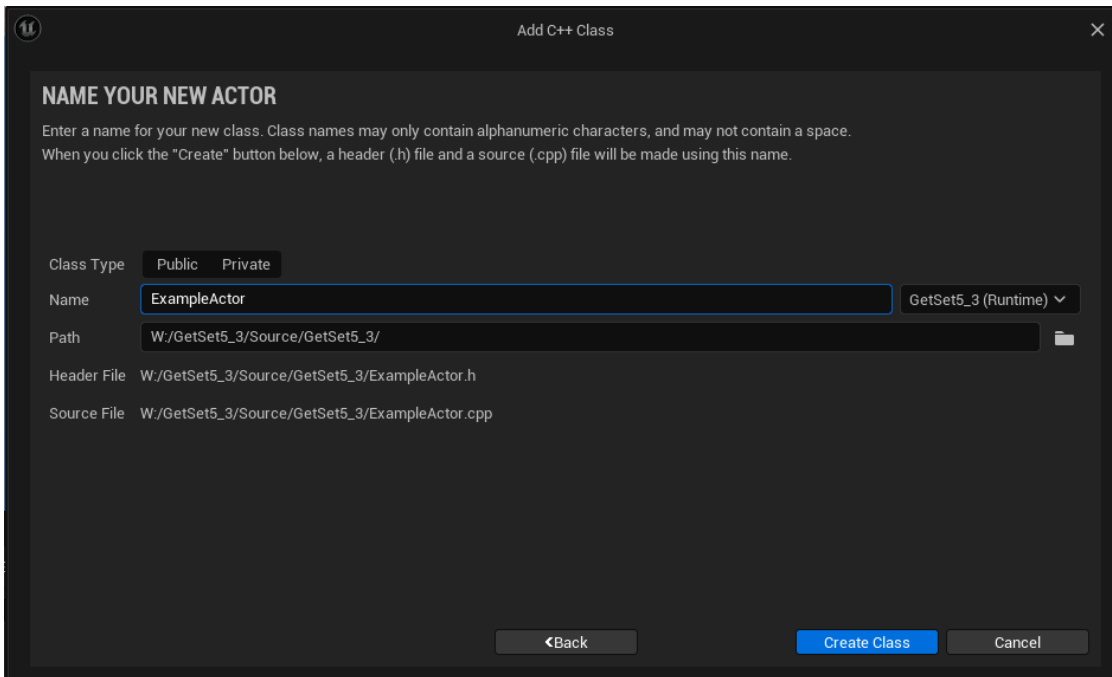 Add C++ Class
NAME YOUR NEW ACTOR
Enter a name for your new class. Class names may only contain alphanumeric characters, and may not contain a space.
When you click the "Create" button below, a header (.h) file and a source (.cpp) file will be made using this name.
Class Type Public Private
Name ExampleActor GetSet5_3 (Runtime)
Path W:/GetSet5_3/Source/GetSet5_3/
Header File W:/GetSet5_3/Source/GetSet5_3/ExampleActor.h
Source File W:/GetSet5_3/Source/GetSet5_3/ExampleActor.cpp
Back Create Class Cancel